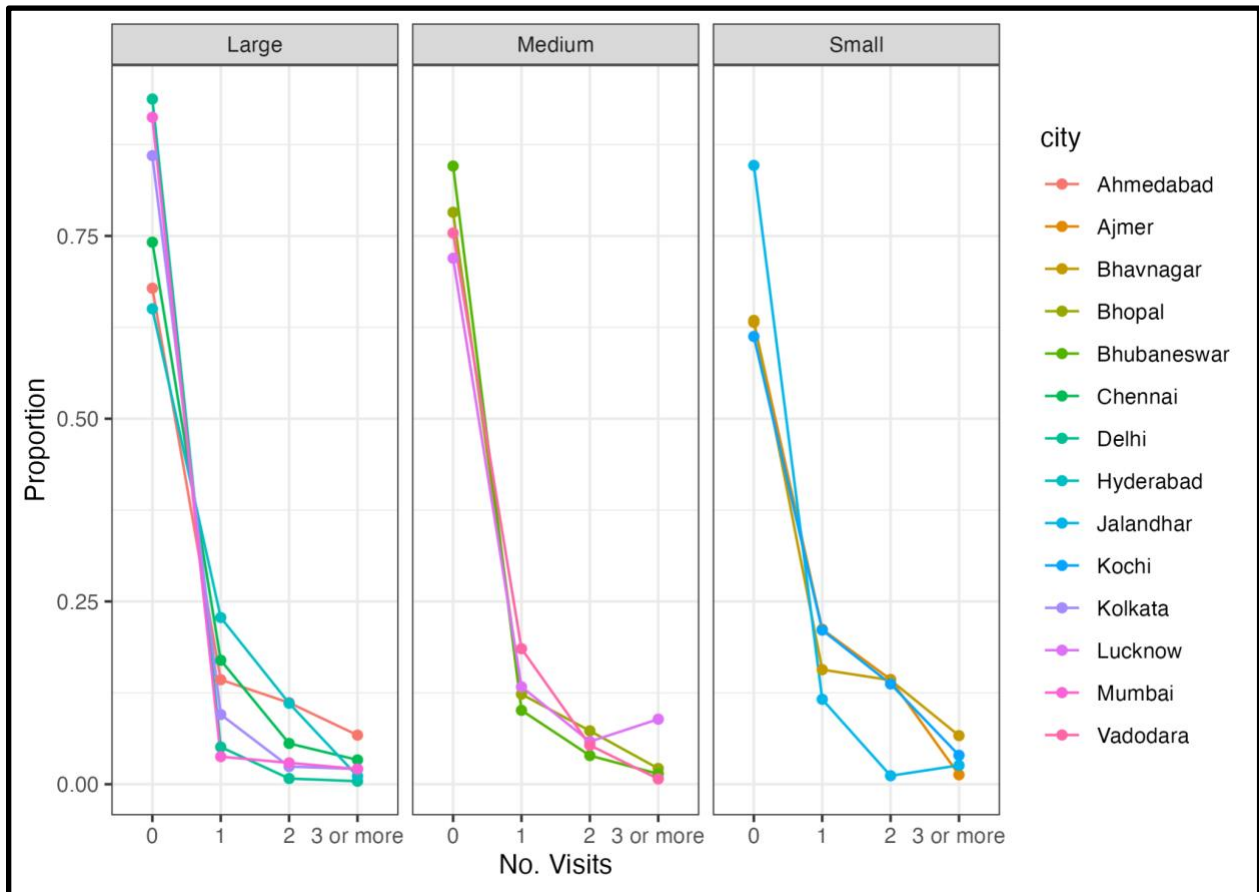 Large Medium Small
Proportion
0.75
0.50
0.25
0.00
0 1 2 3 or more 0 1 2 3 or more 0 1 2 3 or more
No. Visits
city
Ahmedabad
Ajmer
Bhavnagar
Bhopal
Bhubaneswar
Chennai
Delhi
Hyderabad
Jalandhar
Kochi
Kolkata
Lucknow
Mumbai
Vadodara